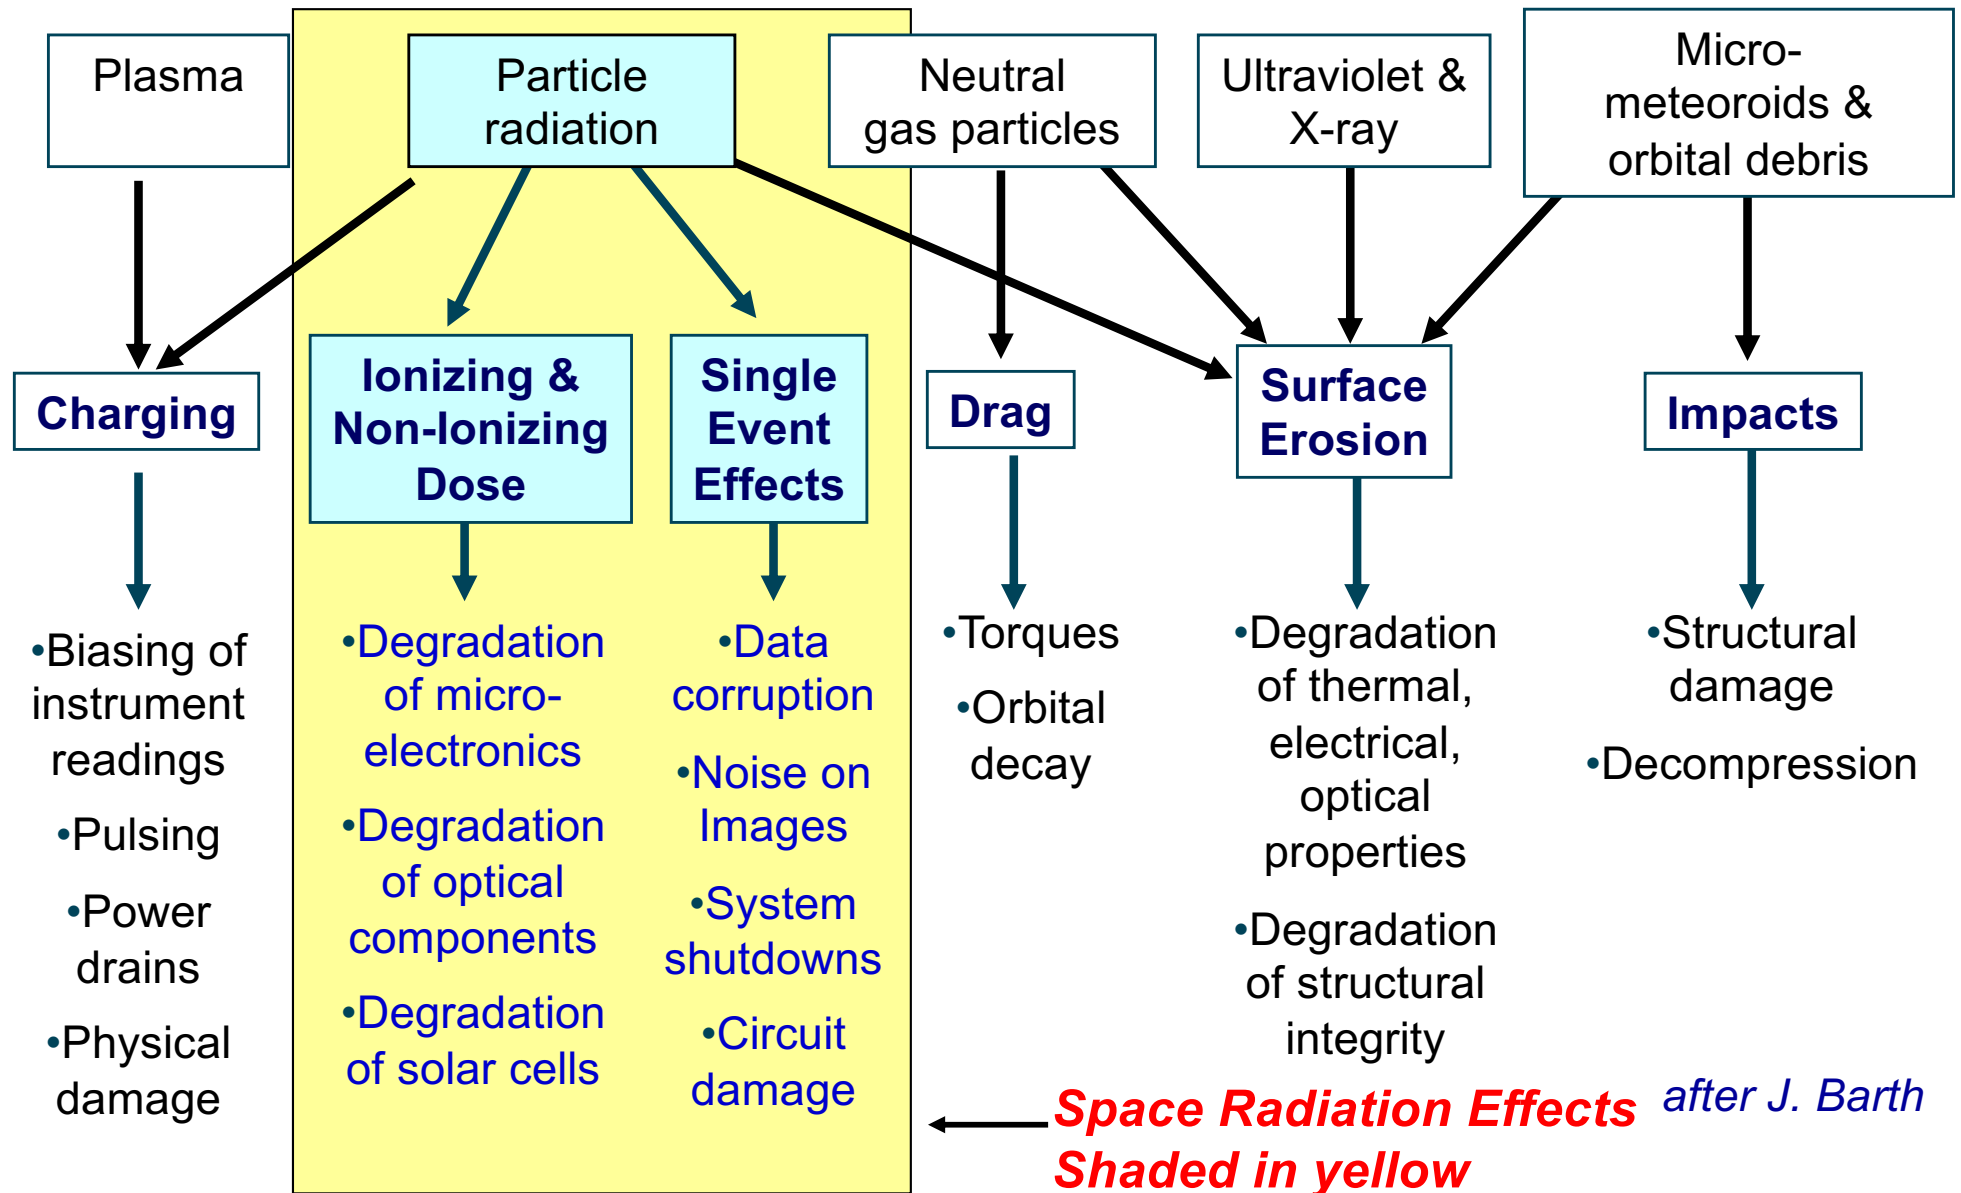 Plasma
Particle
radiation
Neutral
gas particles
Ultraviolet &
X-ray
Micro-
meteoroids &
orbital debris
Charging
Ionizing &
Non-Ionizing
Dose
Single
Event
Effects
Drag
Surface
Erosion
Impacts
•Biasing of
instrument
readings
•Pulsing
•Power
drains
•Physical
damage
•Degradation
of micro-
electronics
•Degradation
of optical
components
•Degradation
of solar cells
•Data
corruption
•Noise on
Images
•System
shutdowns
•Circuit
damage
•Torques
•Orbital
decay
•Degradation
of thermal,
electrical,
optical
properties
•Degradation
of structural
integrity
•Structural
damage
•Decompression
Space Radiation Effects
Shaded in yellow
after J. Barth